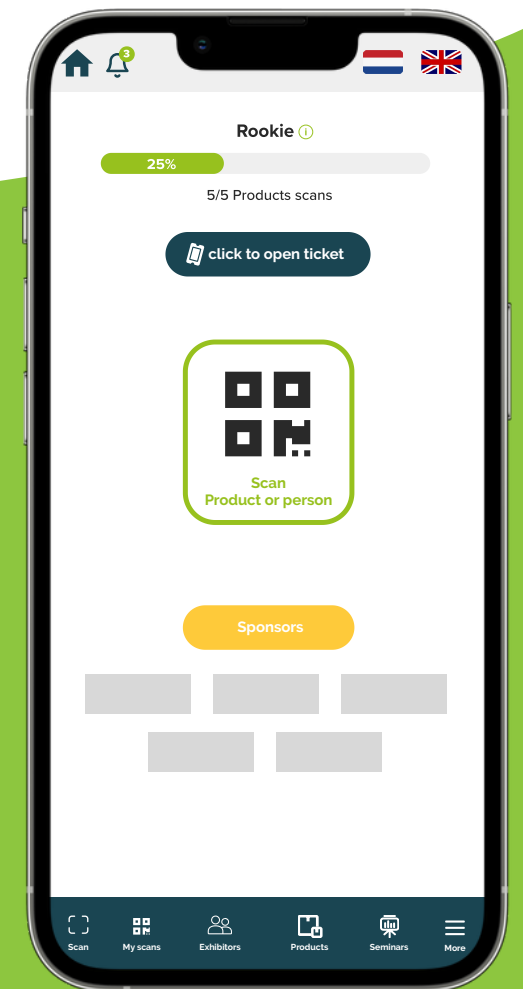 3
Rookie
25%
5/5 Products scans
click to open ticket
Scan
Product or person
Sponsors
Scan
My scans
Exhibitors
Products
Seminars
More